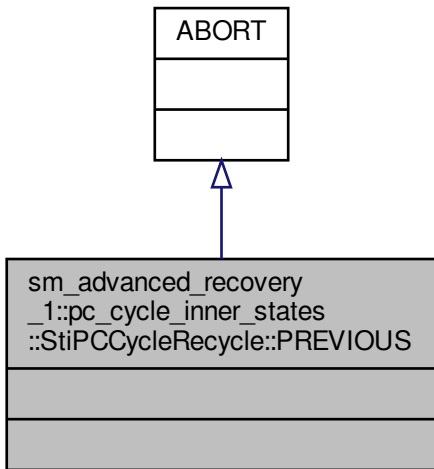 ABORT
sm_advanced_recovery
_1::pc_cycle_inner_states
::StiPCCycleRecycle::PREVIOUS